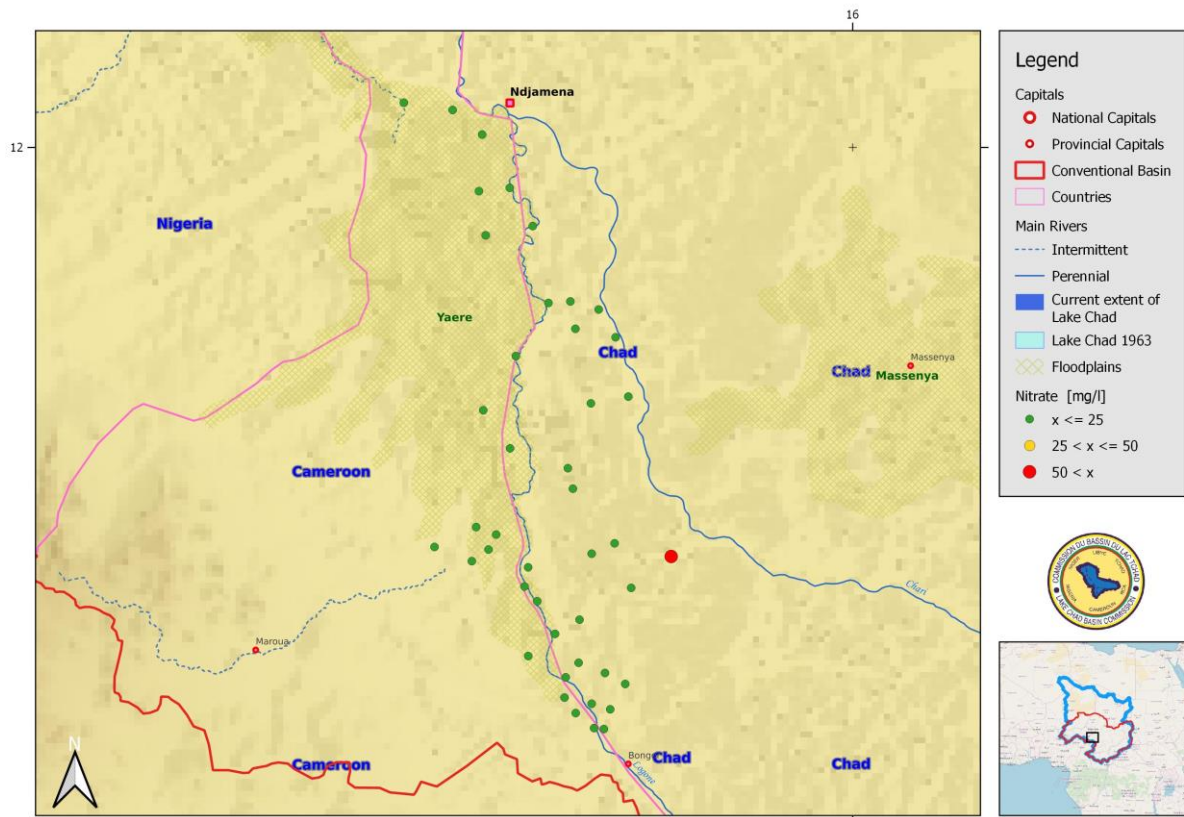 16
12
Ndjamena
Nigeria
Yaere
Chad
Chad
Massenya
Massenya
Cameroon
Chari
Maroua
N
Cameroon
Bongo
Logone
Chad
Chad
Legend
Capitals
National Capitals
Provincial Capitals
Conventional Basin
Countries
Main Rivers
Intermittent
Perennial
Current extent of
Lake Chad
Lake Chad 1963
Floodplains
Nitrate [mg/l]
x <= 25
25 < x <= 50
50 < x
COMMISSION DU BASSIN DU LAC TCHAD
LAKE CHAD BASIN COMMISSION